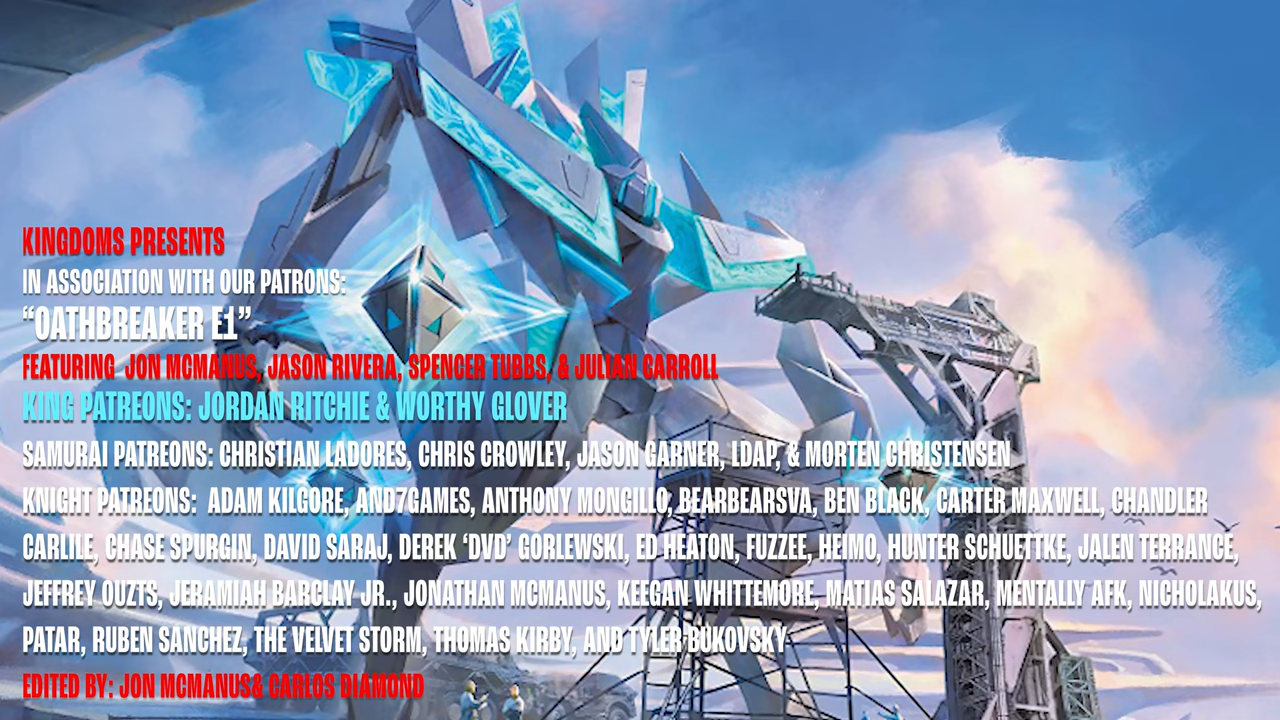 KINGDOMS PRESENTS
IN ASSOCIATION WITH OUR PATRONS:
“OATHBREAKER E1”
FEATURING JON MCMANUS, JASON RIVERA, SPENCER TUBBS, & JULIAN CARROLL
KING PATREONS: JORDAN RITCHIE & WORTHY GLOVER
SAMURAI PATREONS: CHRISTIAN LADORES, CHRIS CROWLEY, JASON GARNER, LDAP, & MORTEN CHRISTENSEN
KNIGHT PATREONS: ADAM KILGORE, AND7GAMES, ANTHONY MONGILLO, BEARBEARSVA, BEN BLACK, CARTER MAXWELL, CHANDLER
CARLILE, CHASE SPURGIN, DAVID SARAJ, DEREK ‘DVD’ GORLEWSKI, ED HEATON, FUZZEE, HEIMO, HUNTER SCHUETTKE, JALEN TERRANCE,
JEFFREY OUZTS, JERAMIAH BARCLAY JR., JONATHAN MCMANUS, KEEGAN WHITTEMORE, MATIAS SALAZAR, MENTALLY AFK, NICHOLAKUS,
PATAR, RUBEN SANCHEZ, THE VELVET STORM, THOMAS KIRBY, AND TYLER BUKOVSKY
EDITED BY: JON MCMANUS& CARLOS DIAMOND